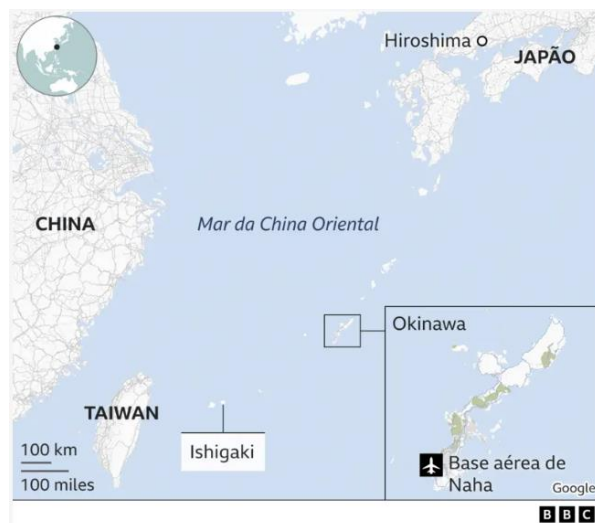 Hiroshima
JAPÃO
CHINA
Mar da China Oriental
Okinawa
TAIWAN
Ishigaki
100 km
100 miles
Base aérea de
Naha
Google
BBC